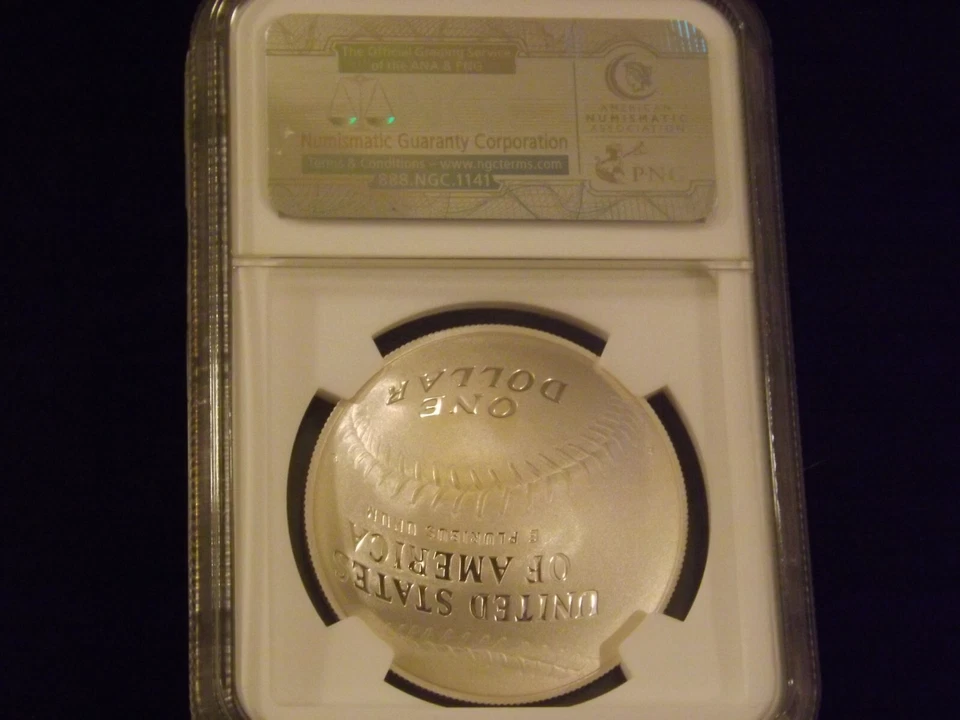 The Official Grading Service
of the ANA & PNG
Numismatic Guaranty Corporation
Terms & Conditions – www.ngcterms.com
888.NGC.1141
AMERICAN
NUMISMATIC
ASSOCIATION
PNG
UNITED STATES
OF AMERICA
E PLURIBUS UNUM
ONE
DOLLAR